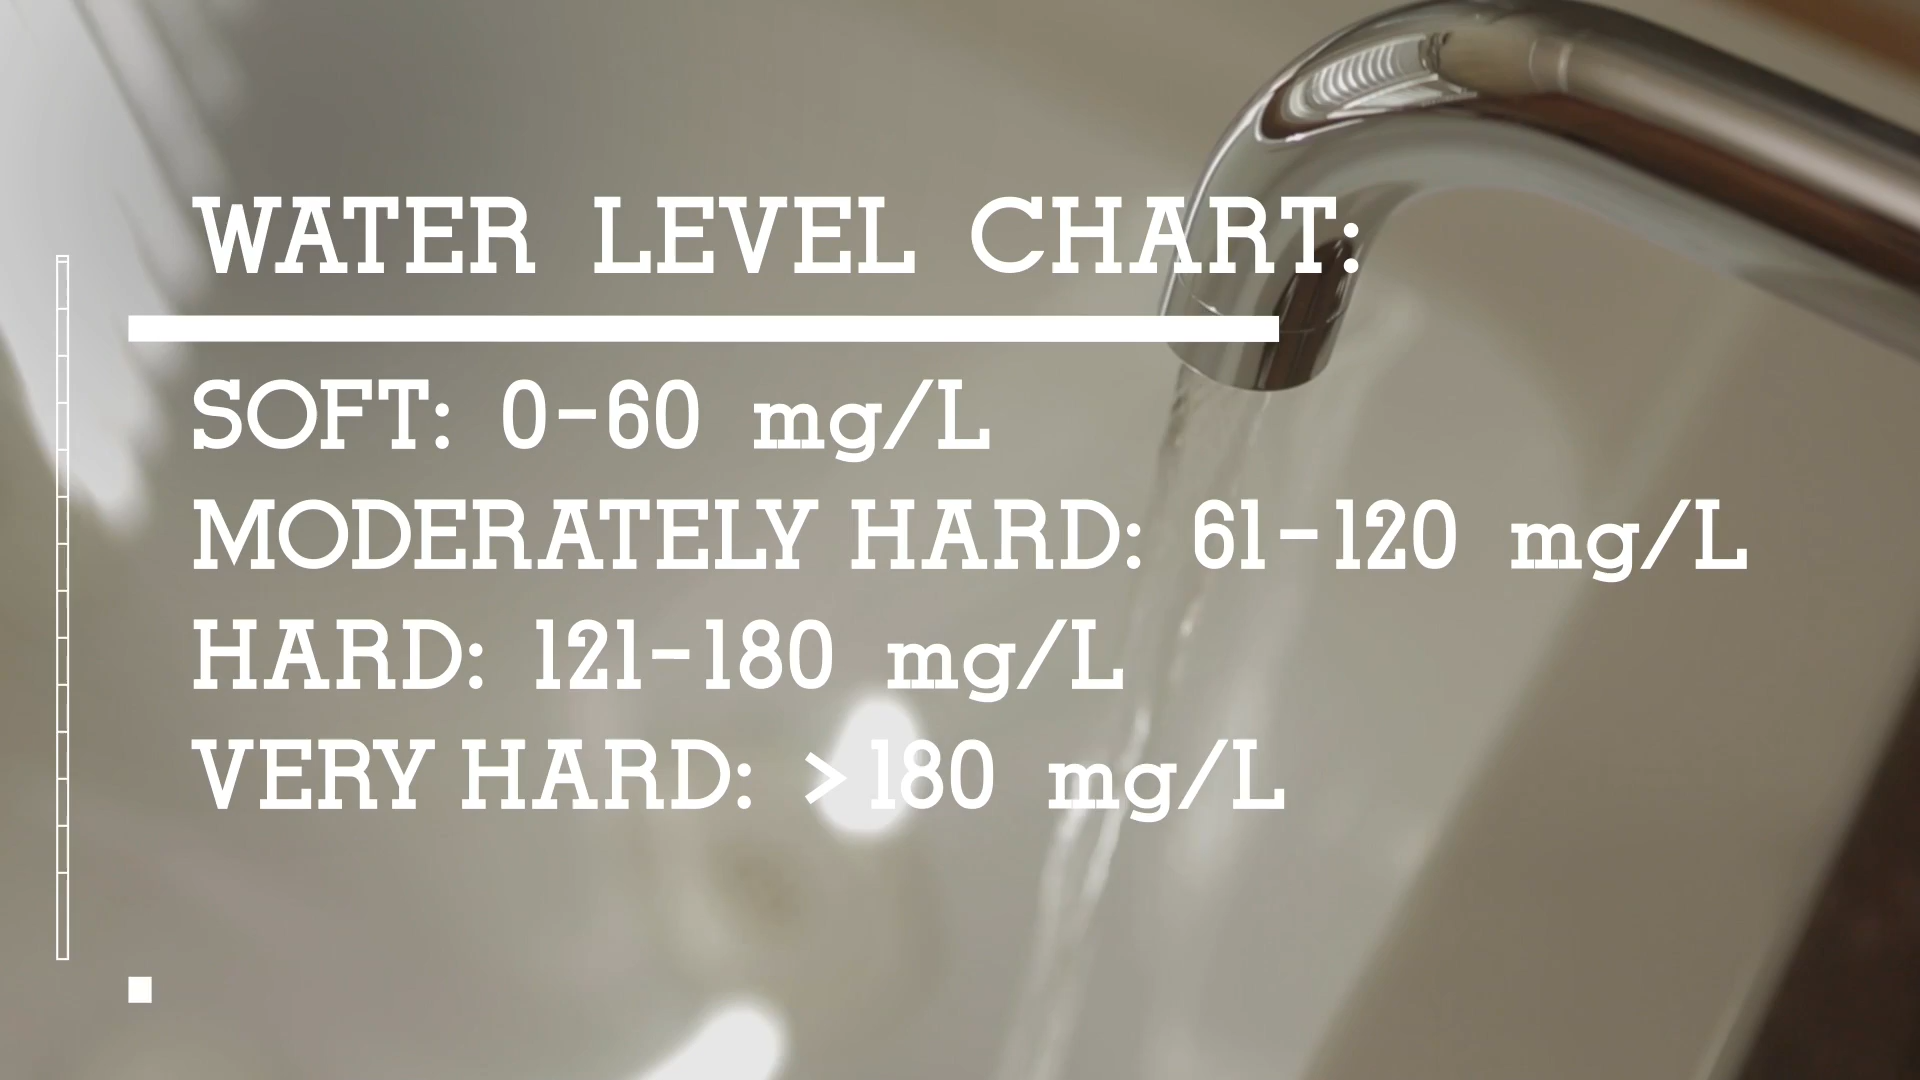 WATER LEVEL CHART:
SOFT: 0-60 mg/L
MODERATELY HARD: 61-120 mg/L
HARD: 121-180 mg/L
VERY HARD: >180 mg/L